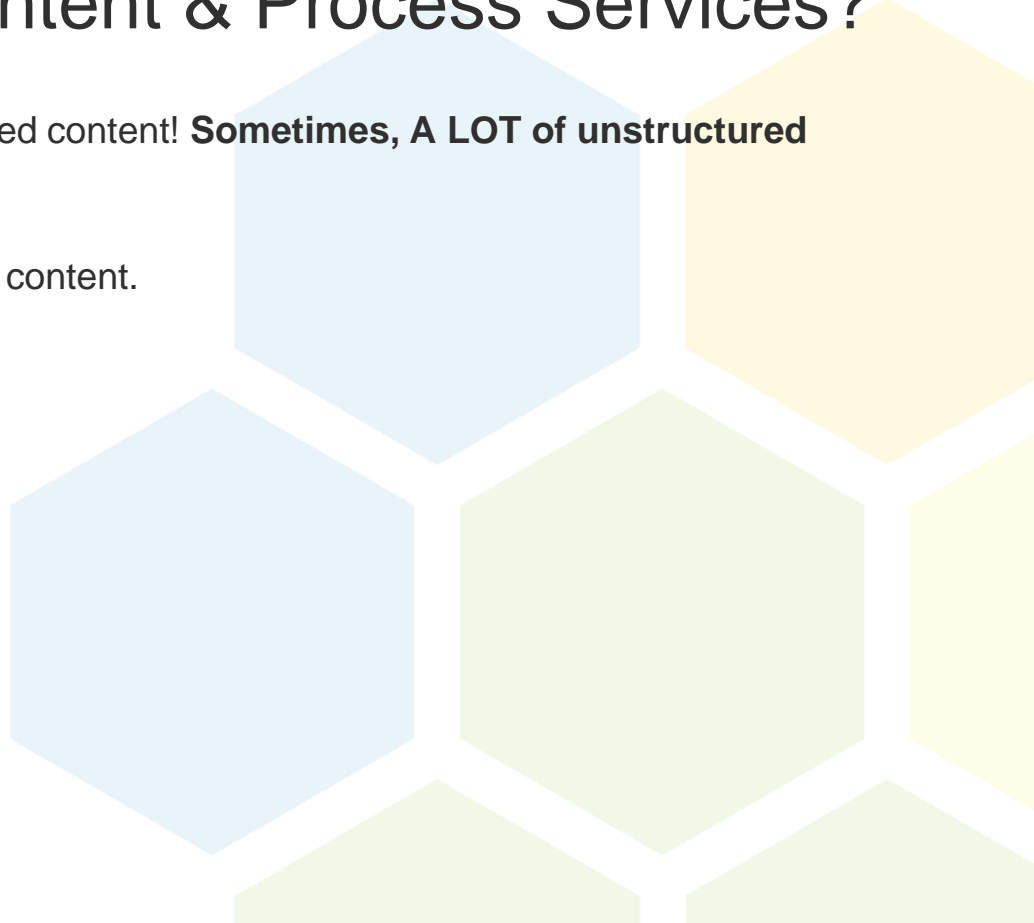 ntent & Process Services?
ed content! Sometimes, A LOT of unstructured
content.